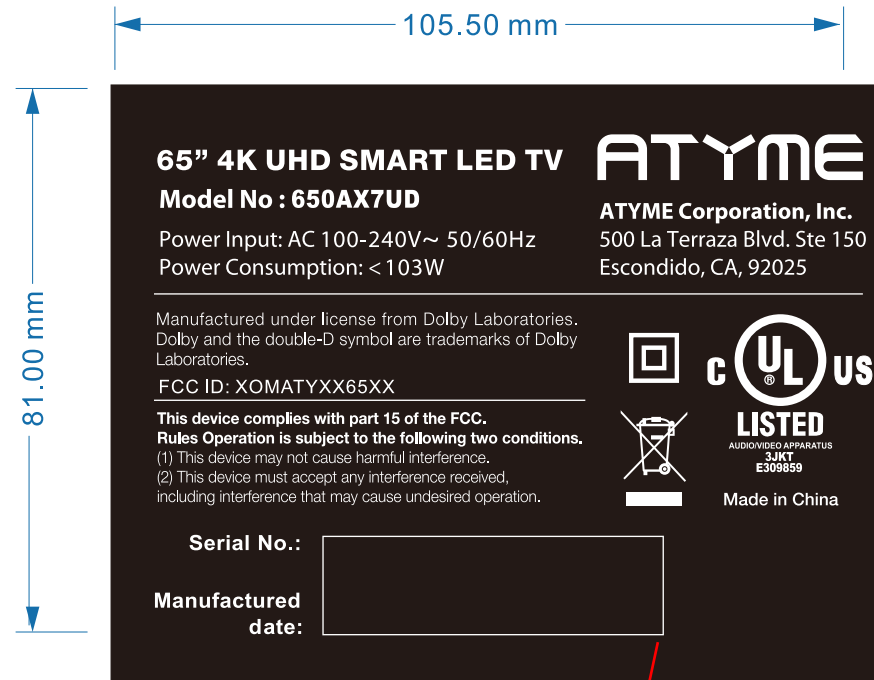 105.50 mm
81.00 mm
65” 4K UHD SMART LED TV
Model No : 650AX7UD
Power Input: AC 100-240V~ 50/60Hz
Power Consumption: <103W
ATYME
ATYME Corporation, Inc.
500 La Terraza Blvd. Ste 150
Escondido, CA, 92025
Manufactured under license from Dolby Laboratories.
Dolby and the double-D symbol are trademarks of Dolby
Laboratories.
FCC ID: XOMATYXX65XX
This device complies with part 15 of the FCC.
Rules Operation is subject to the following two conditions.
(1) This device may not cause harmful interference.
(2) This device must accept any interference received,
including interference that may cause undesired operation.
C UL ® US
LISTED
AUDIO/VIDEO APPARATUS
3JKT
E309859
Made in China
Serial No.:
Manufactured
date: